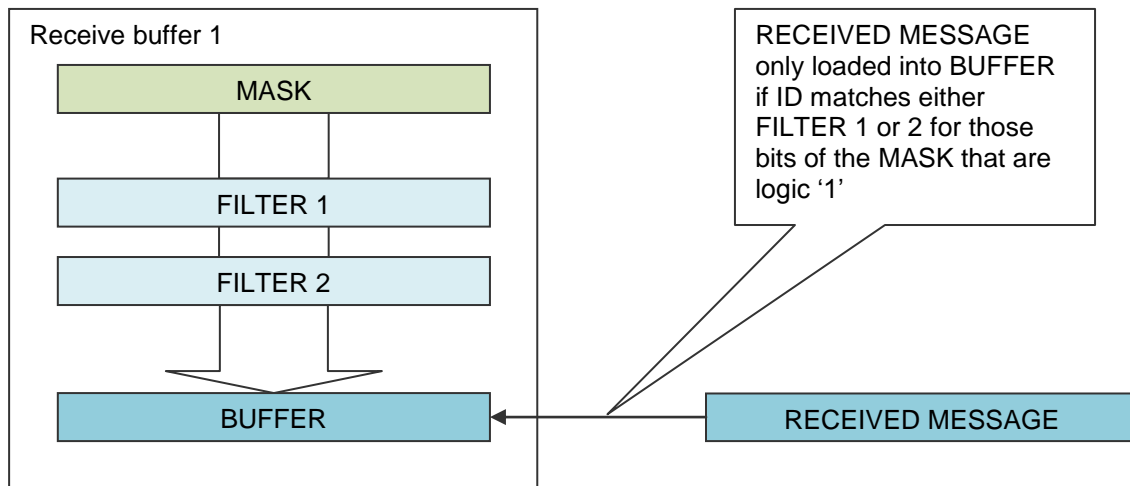 Receive buffer 1
MASK
FILTER 1
FILTER 2
BUFFER
RECEIVED MESSAGE
only loaded into BUFFER
if ID matches either
FILTER 1 or 2 for those
bits of the MASK that are
logic ‘1’
RECEIVED MESSAGE